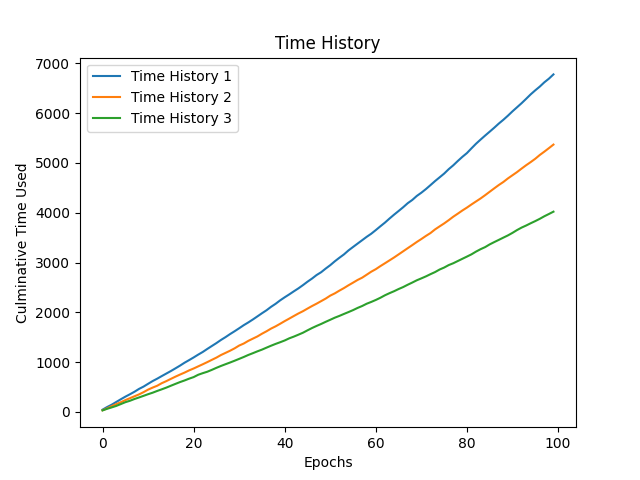 Time History
Time History 1
Time History 2
Time History 3
Culminative Time Used
7000
6000
5000
4000
3000
2000
1000
0
0 20 40 60 80 100
Epochs